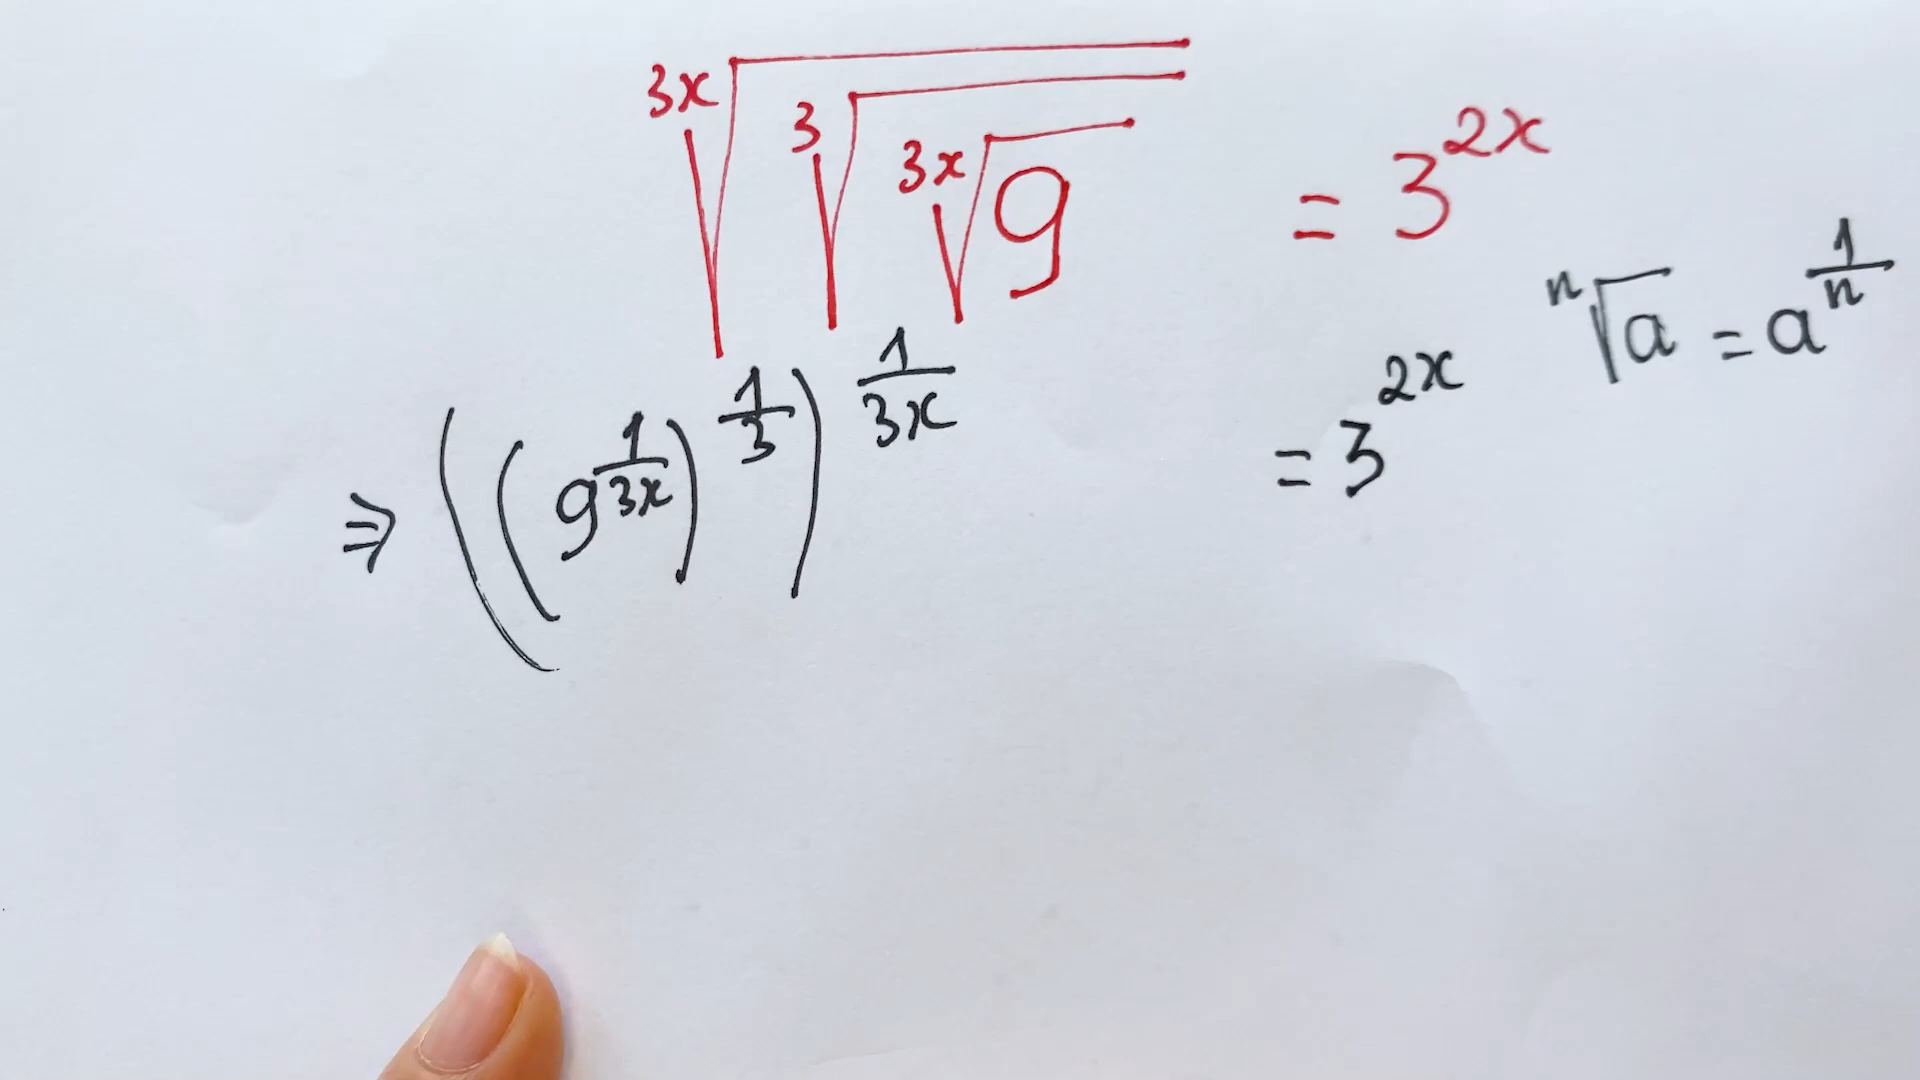 3x√ 3√ 3x√9 = 3^2x
n√a = a^1/n
⇒ ((9^1/3x)^1/3)^1/3x = 3^2x